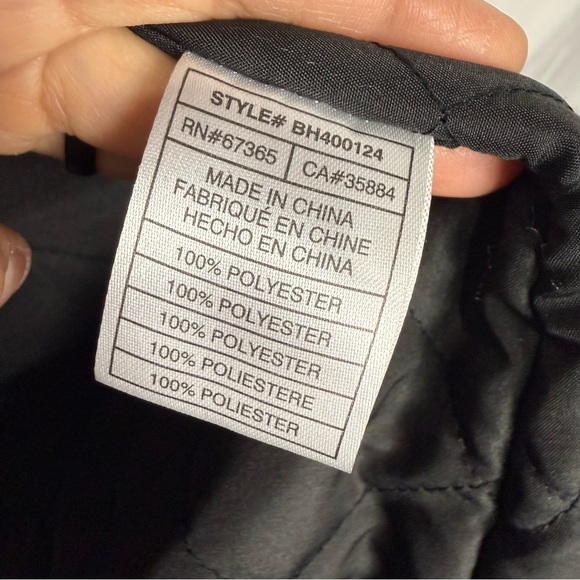 STYLE# BH400124
RN#67365 CA#35884
MADE IN CHINA
FABRIQUÉ EN CHINE
HECHO EN CHINA
100% POLYESTER
100% POLYESTER
100% POLYESTER
100% POLIESTERE
100% POLIESTER